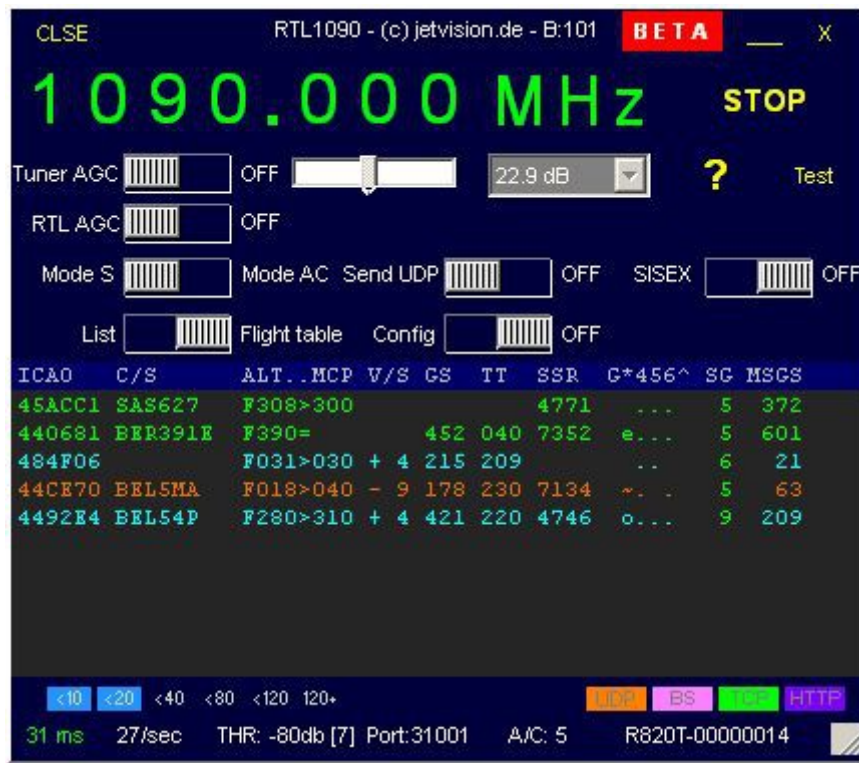 CLSE RTL1090 - (c) jetvision.de - B:101 BETA __ X
1090.000 MHz STOP
Tuner AGC OFF 22.9 dB ? Test
RTL AGC OFF
Mode S Mode AC Send UDP OFF SISEX OFF
List Flight table Config OFF
ICAO C/S ALT..MCP V/S GS TT SSR G*456^ SG MSGS
45ACC1 SAS627 F308>300 4771 ... 5 372
440681 BER391E F390= 452 040 7352 e... 5 601
484F06 F031>030 + 4 215 209 .. 6 21
44CE70 BEL5MA F018>040 - 9 178 230 7134 ~. . 5 63
4492E4 BEL54P F280>310 + 4 421 220 4746 o... 9 209
<10 <20 <40 <80 <120 120+ UDP BS TCP HTTP
31 ms 27/sec THR: -80db [7] Port:31001 A/C: 5 R820T-00000014